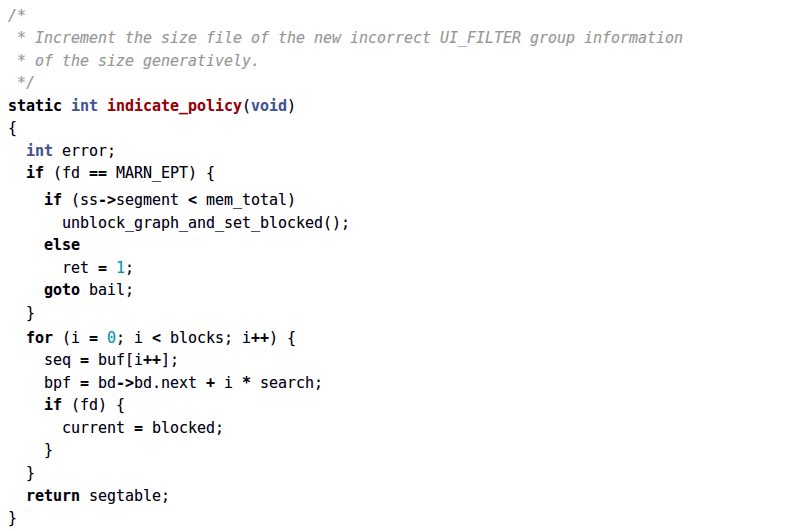 /*
 * Increment the size file of the new incorrect UI_FILTER group information
 * of the size generatively.
 */
static int indicate_policy(void)
{
  int error;
  if (fd == MARN_EPT) {
    if (ss->segment < mem_total)
      unblock_graph_and_set_blocked();
    else
      ret = 1;
    goto bail;
  }
  for (i = 0; i < blocks; i++) {
    seq = buf[i++];
    bpf = bd->bd.next + i * search;
    if (fd) {
      current = blocked;
    }
  }
  return segtable;
}